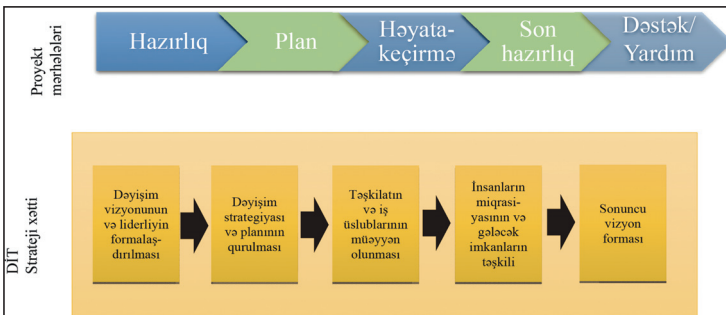 Proyekt
mərhələləri
Hazırlıq
Plan
Həyata-
keçirmə
Son
hazırlıq
Dəstək/
Yardım
DİT
Strateji xətti
Dəyişim
vizyonunun
və liderliyin
formalaş-
dırılması
Dəyişim
strategiyası
və planının
qurulması
Təşkilatın
və iş
üslublarının
müəyyən
olunması
İnsanların
miqrasi-
yasının və
gələcək
imkanların
təşkili
Sonuncu
vizyon
forması